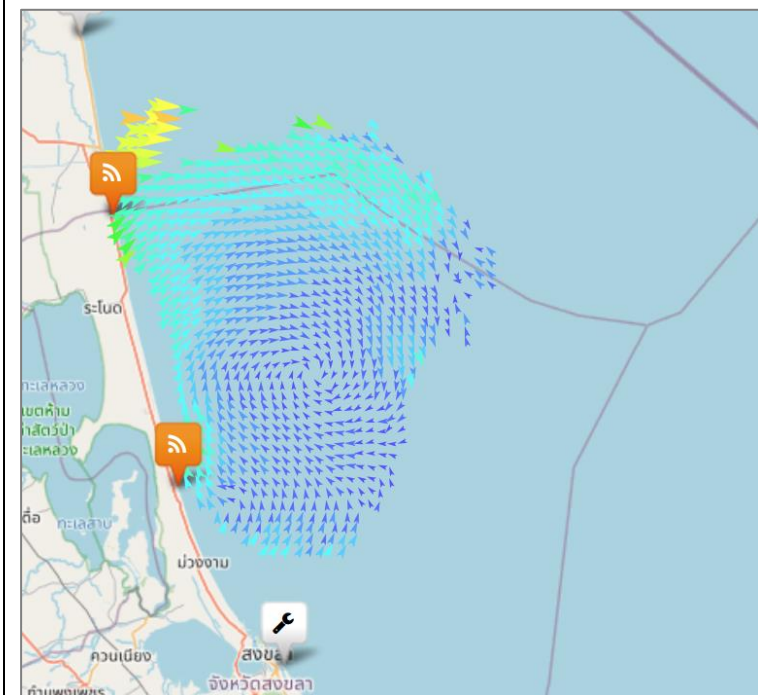 ระโนด
ทะเลหลวง
เขตห้าม
ล่าสัตว์ป่า
ทะเลหลวง
ทะเลสาบ
ม่วงงาม
ควนเนียง
สงขลา
จังหวัดสงขลา